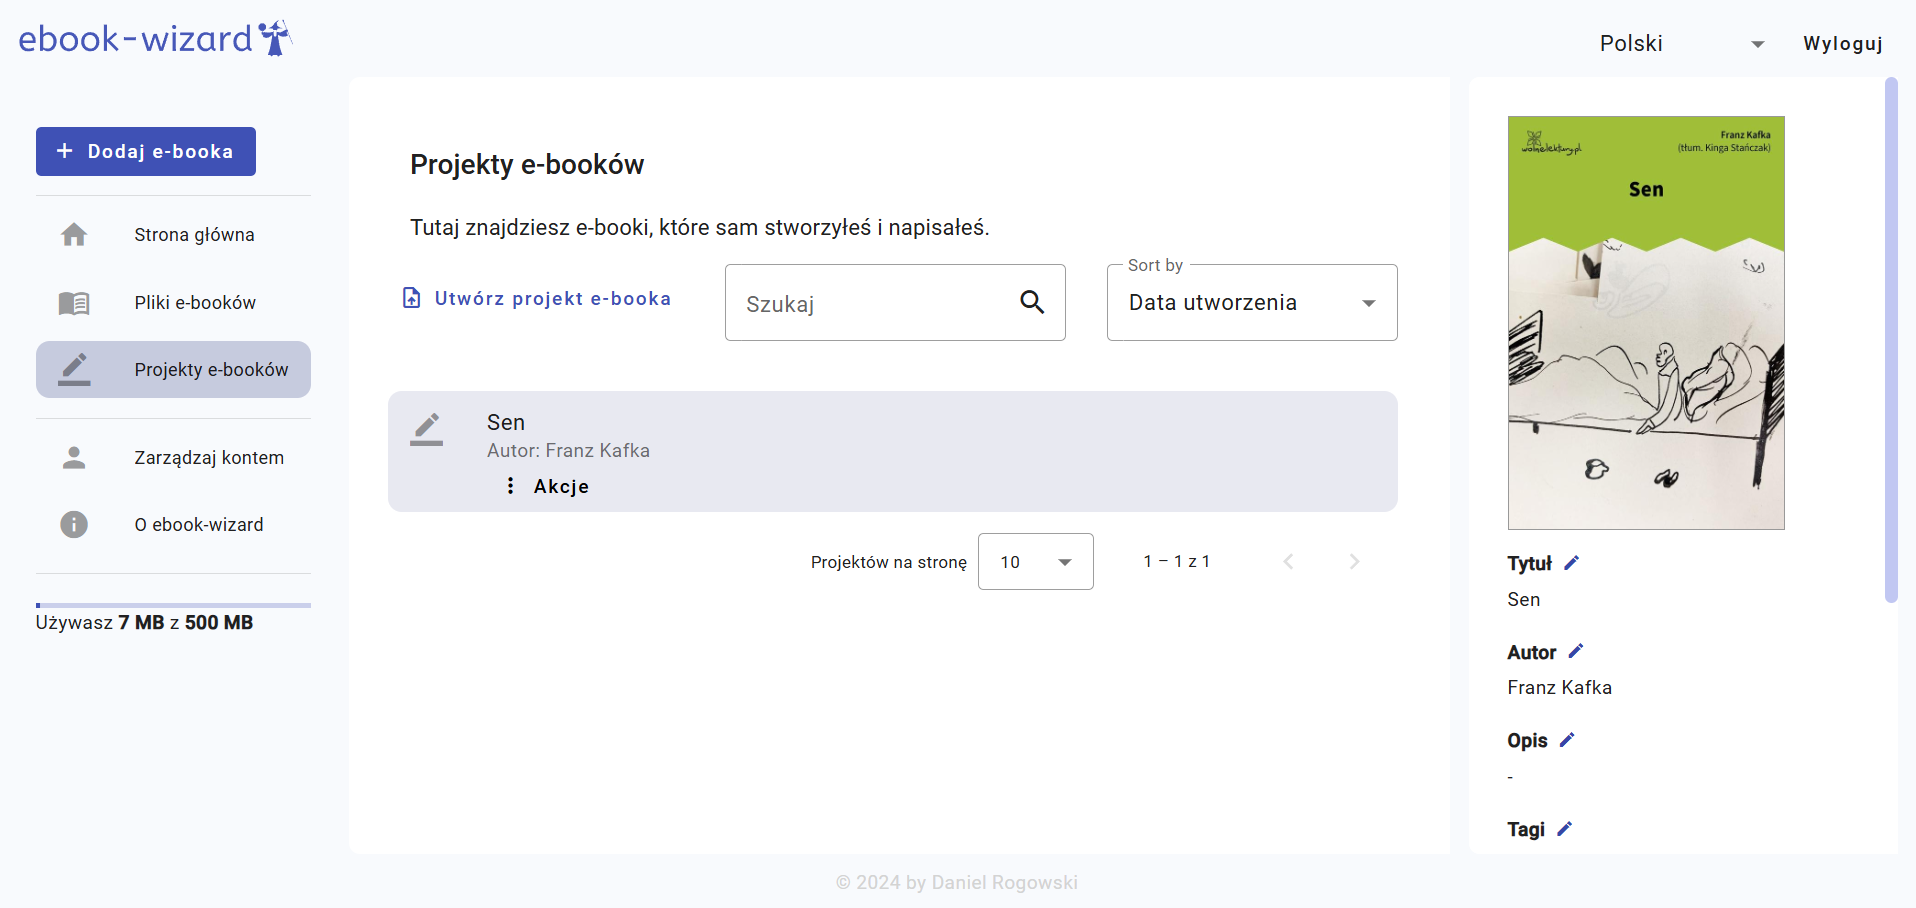 ebook-wizard
Polski
Wyloguj
+ Dodaj e-booka
Strona główna
Pliki e-booków
Projekty e-booków
Zarządzaj kontem
O ebook-wizard
Używasz 7 MB z 500 MB
Projekty e-booków
Tutaj znajdziesz e-booki, które sam stworzyłeś i napisałeś.
Utwórz projekt e-booka
Szukaj
Sort by
Data utworzenia
Sen
Autor: Franz Kafka
Akcje
Projektów na stronę
10
1 – 1 z 1
wolnelektury.pl
Franz Kafka
(tłum. Kinga Stańczak)
Sen
Tytuł
Sen
Autor
Franz Kafka
Opis
-
Tagi
© 2024 by Daniel Rogowski